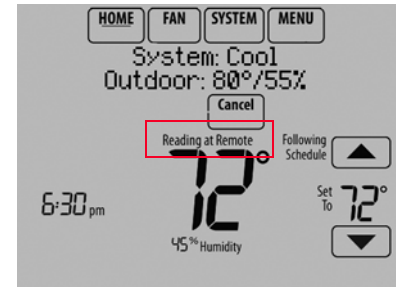 HOME FAN SYSTEM MENU
System: Cool
Outdoor: 80°/55%
Cancel
Reading at Remote
Following
Schedule
72°
Set
To
72°
6:30 pm
45% Humidity